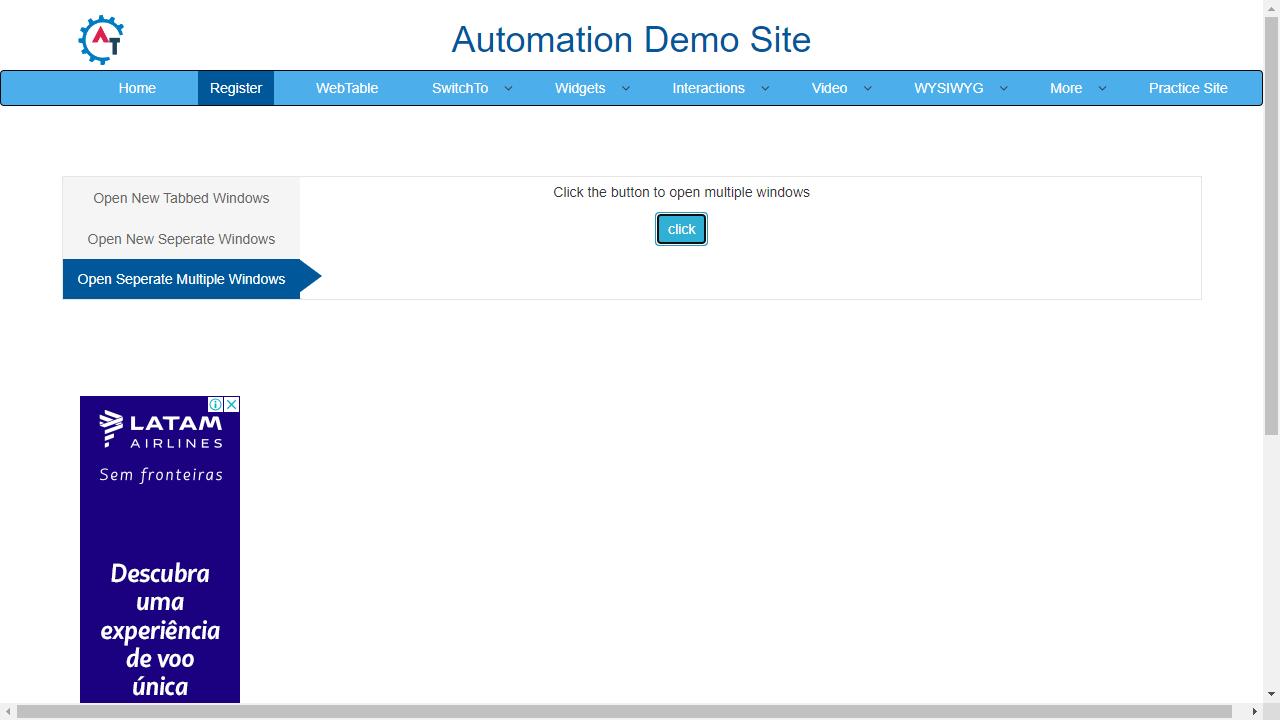 AT
Automation Demo Site
Home Register WebTable SwitchTo Widgets Interactions Video WYSIWYG More Practice Site
Open New Tabbed Windows
Open New Seperate Windows
Open Seperate Multiple Windows
Click the button to open multiple windows
click
LATAM
AIRLINES
Sem fronteiras
Descubra
uma
experiência
de voo
única